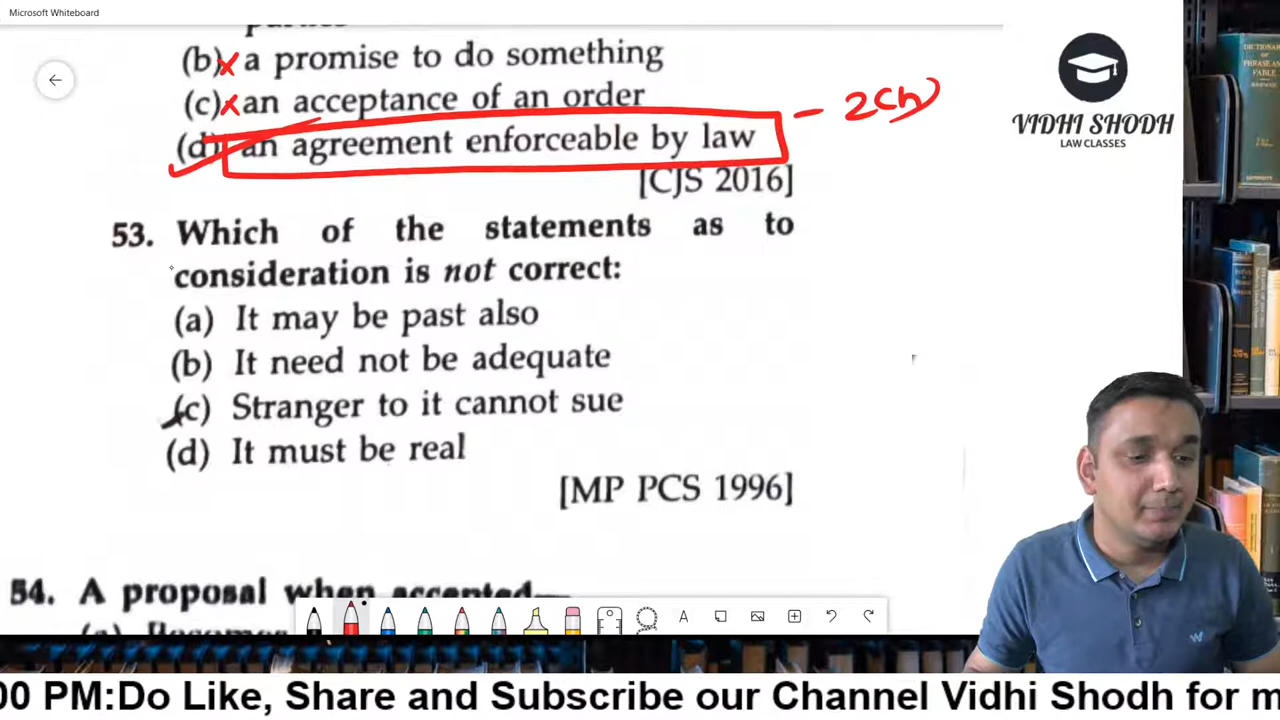 Microsoft Whiteboard
parties
(b) x a promise to do something
(c) x an acceptance of an order
(d) an agreement enforceable by law - 2(h)
[CJS 2016]
53. Which of the statements as to
consideration is not correct:
(a) It may be past also
(b) It need not be adequate
(c) Stranger to it cannot sue
(d) It must be real
[MP PCS 1996]
54. A proposal when accepted—
(a) Becomes
VIDHI SHODH
LAW CLASSES
DICTIONARY
A
00 PM:Do Like, Share and Subscribe our Channel Vidhi Shodh for m